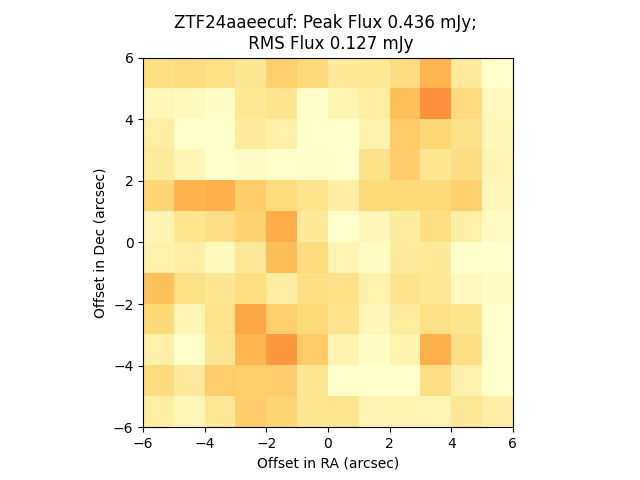 ZTF24aaeecuf: Peak Flux 0.436 mJy;
RMS Flux 0.127 mJy
6
4
2
0
−2
−4
−6
Offset in Dec (arcsec)
−6 −4 −2 0 2 4 6
Offset in RA (arcsec)